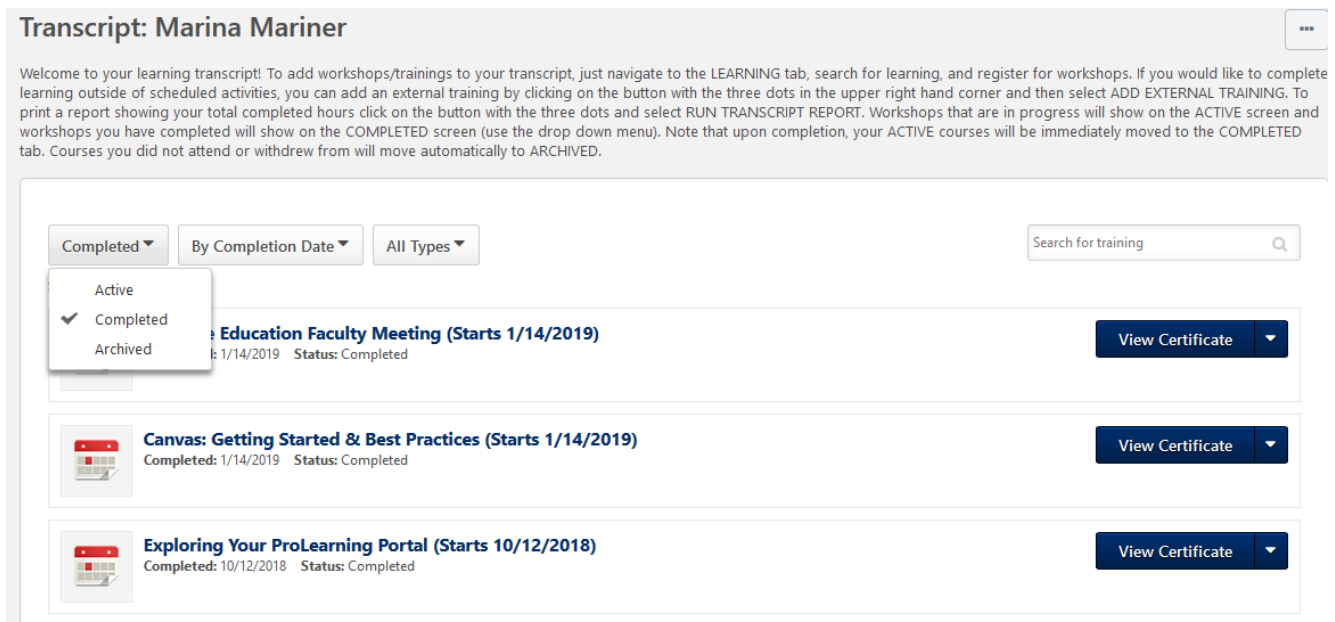 Transcript: Marina Mariner
Welcome to your learning transcript! To add workshops/trainings to your transcript, just navigate to the LEARNING tab, search for learning, and register for workshops. If you would like to complete
learning outside of scheduled activities, you can add an external training by clicking on the button with the three dots in the upper right hand corner and then select ADD EXTERNAL TRAINING. To
print a report showing your total completed hours click on the button with the three dots and select RUN TRANSCRIPT REPORT. Workshops that are in progress will show on the ACTIVE screen and
workshops you have completed will show on the COMPLETED screen (use the drop down menu). Note that upon completion, your ACTIVE courses will be immediately moved to the COMPLETED
tab. Courses you did not attend or withdrew from will move automatically to ARCHIVED.
Completed By Completion Date All Types Search for training
Active
Completed
Archived
Education Faculty Meeting (Starts 1/14/2019)
1/14/2019 Status: Completed
View Certificate
Canvas: Getting Started & Best Practices (Starts 1/14/2019)
Completed: 1/14/2019 Status: Completed
View Certificate
Exploring Your ProLearning Portal (Starts 10/12/2018)
Completed: 10/12/2018 Status: Completed
View Certificate